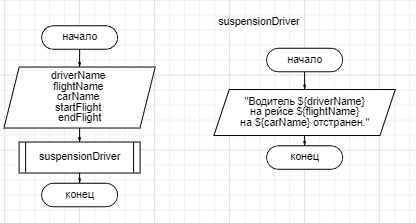 suspensionDriver
начало
driverName
flightName
carName
startFlight
endFlight
suspensionDriver
конец
начало
"Водитель ${driverName}
на рейсе ${flightName}
на ${carName} отстранен."
конец